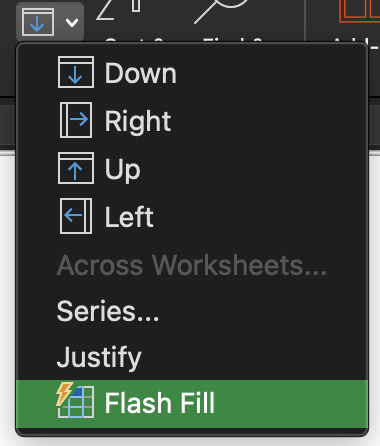 Down
Right
Up
Left
Across Worksheets...
Series...
Justify
Flash Fill